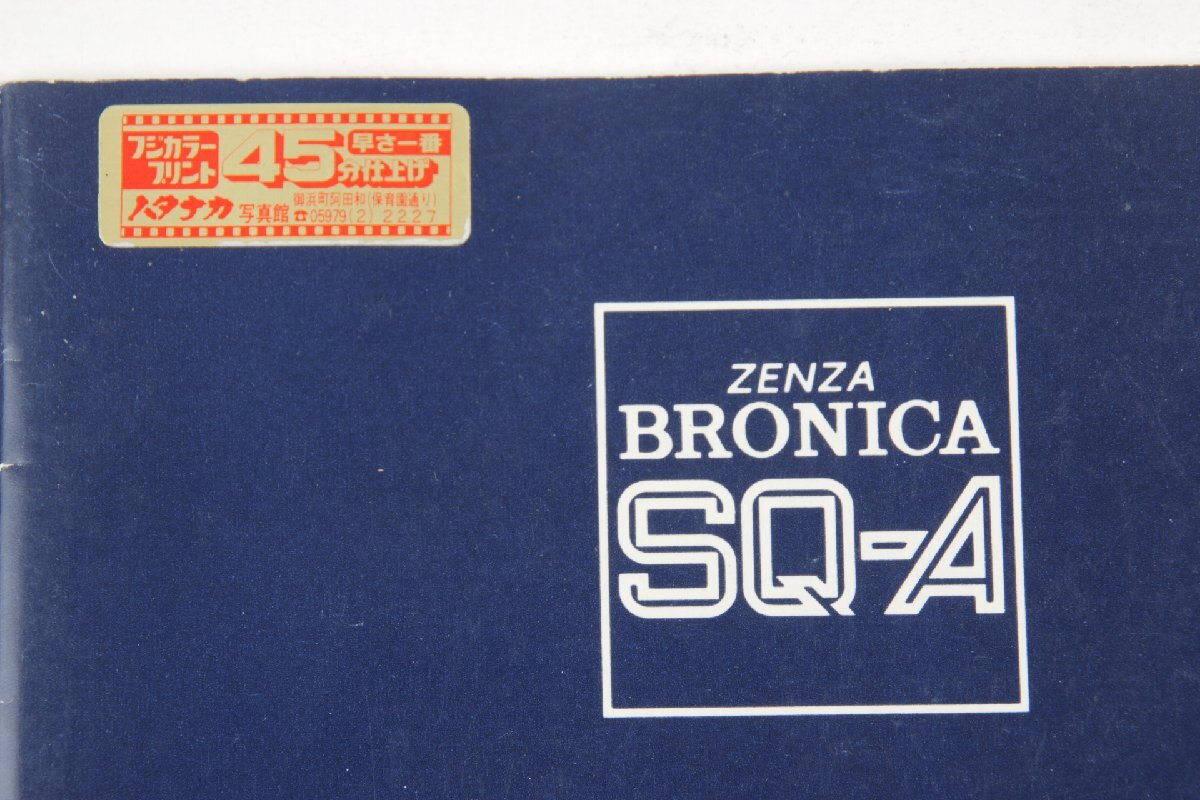 フジカラー
プリント
45
早さ一番
分仕上げ
ハタナカ
写真館
御浜町阿田和(保育園通り)
☎05979(2)2227
ZENZA
BRONICA
SQ-A